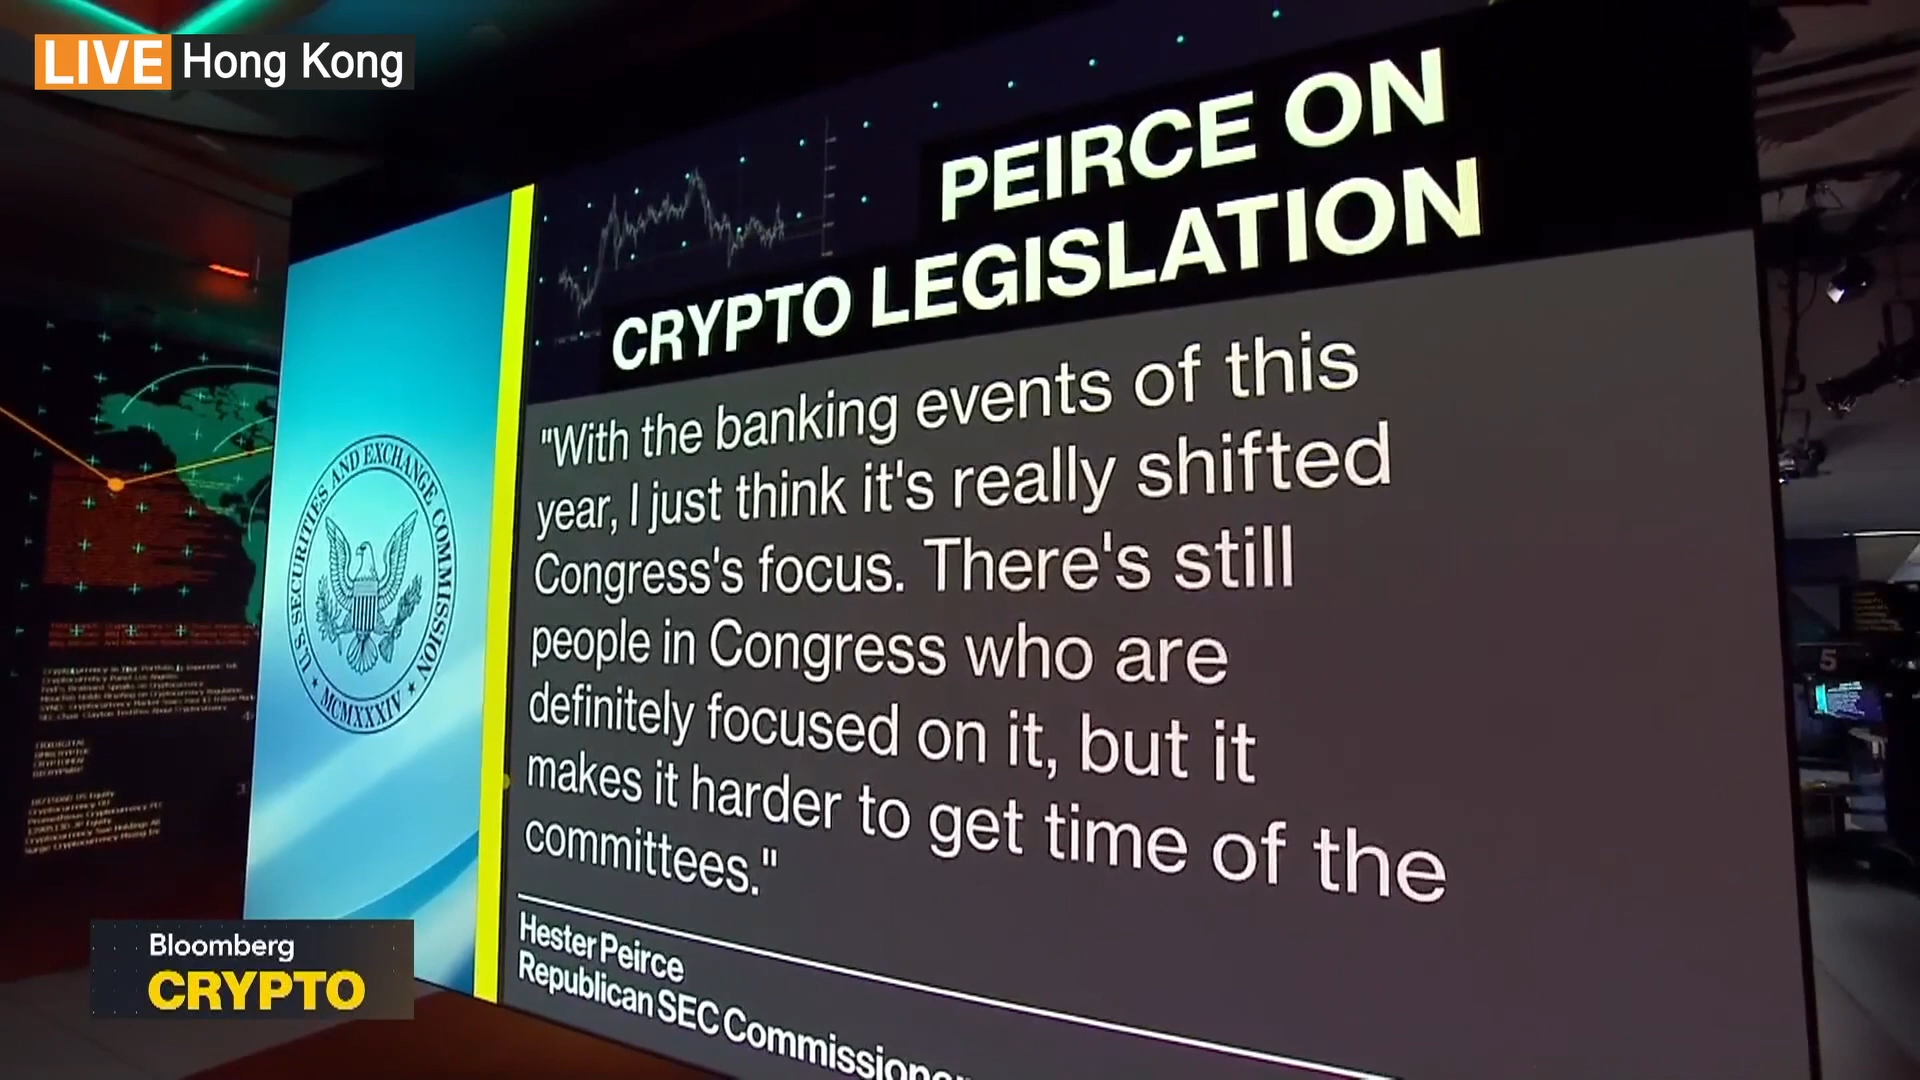 LIVE Hong Kong
PEIRCE ON
CRYPTO LEGISLATION
"With the banking events of this
year, I just think it's really shifted
Congress's focus. There's still
people in Congress who are
definitely focused on it, but it
makes it harder to get time of the
committees."
Hester Peirce
Republican SEC Commissioner
U.S. SECURITIES AND EXCHANGE COMMISSION
MCMXXXIV
Bloomberg
CRYPTO
5